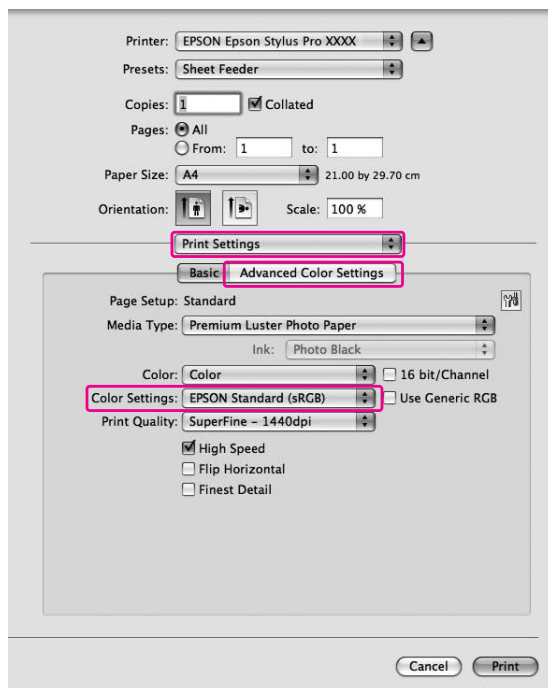 Printer: EPSON Epson Stylus Pro XXXX
Presets: Sheet Feeder
Copies: 1 Collated
Pages: All
From: 1 to: 1
Paper Size: A4 21.00 by 29.70 cm
Orientation: Scale: 100 %
Print Settings
Basic Advanced Color Settings
Page Setup: Standard
Media Type: Premium Luster Photo Paper
Ink: Photo Black
Color: Color 16 bit/Channel
Color Settings: EPSON Standard (sRGB) Use Generic RGB
Print Quality: SuperFine – 1440dpi
High Speed
Flip Horizontal
Finest Detail
Cancel Print